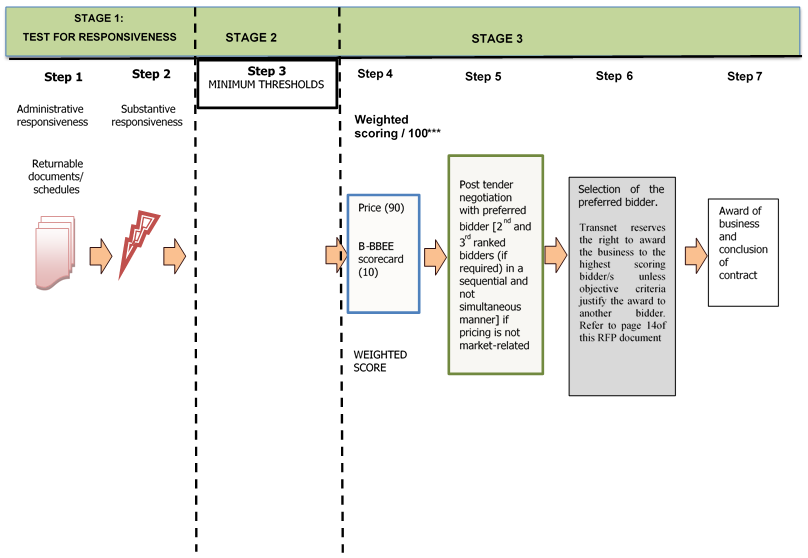 STAGE 1:
TEST FOR RESPONSIVENESS
STAGE 2
STAGE 3
Step 1
Step 2
Step 3
MINIMUM THRESHOLDS
Step 4
Step 5
Step 6
Step 7
Administrative
responsiveness
Substantive
responsiveness
Weighted
scoring / 100***
Returnable
documents/
schedules
Price (90)
B-BBEE
scorecard
(10)
WEIGHTED
SCORE
Post tender
negotiation
with preferred
bidder [2nd and
3rd ranked
bidders (if
required) in a
sequential and
not
simultaneous
manner] if
pricing is not
market-related
Selection of the
preferred bidder.
Transnet reserves
the right to award
the business to the
highest scoring
bidder/s unless
objective criteria
justify the award to
another bidder.
Refer to page 14of
this RFP document
Award of
business and
conclusion
of
contract